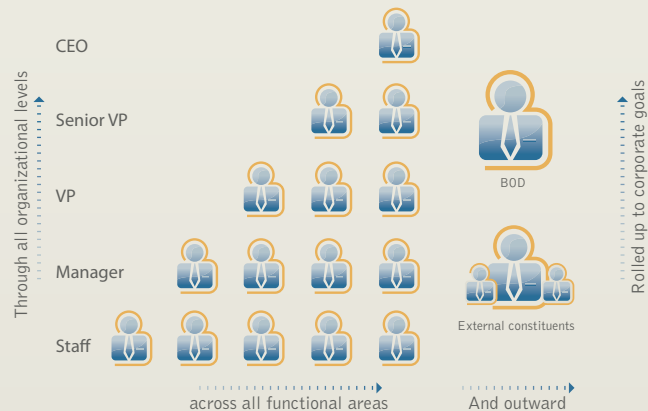 CEO
Senior VP
VP
Manager
Staff
Through all organizational levels
across all functional areas
BOD
External constituents
And outward
Rolled up to corporate goals